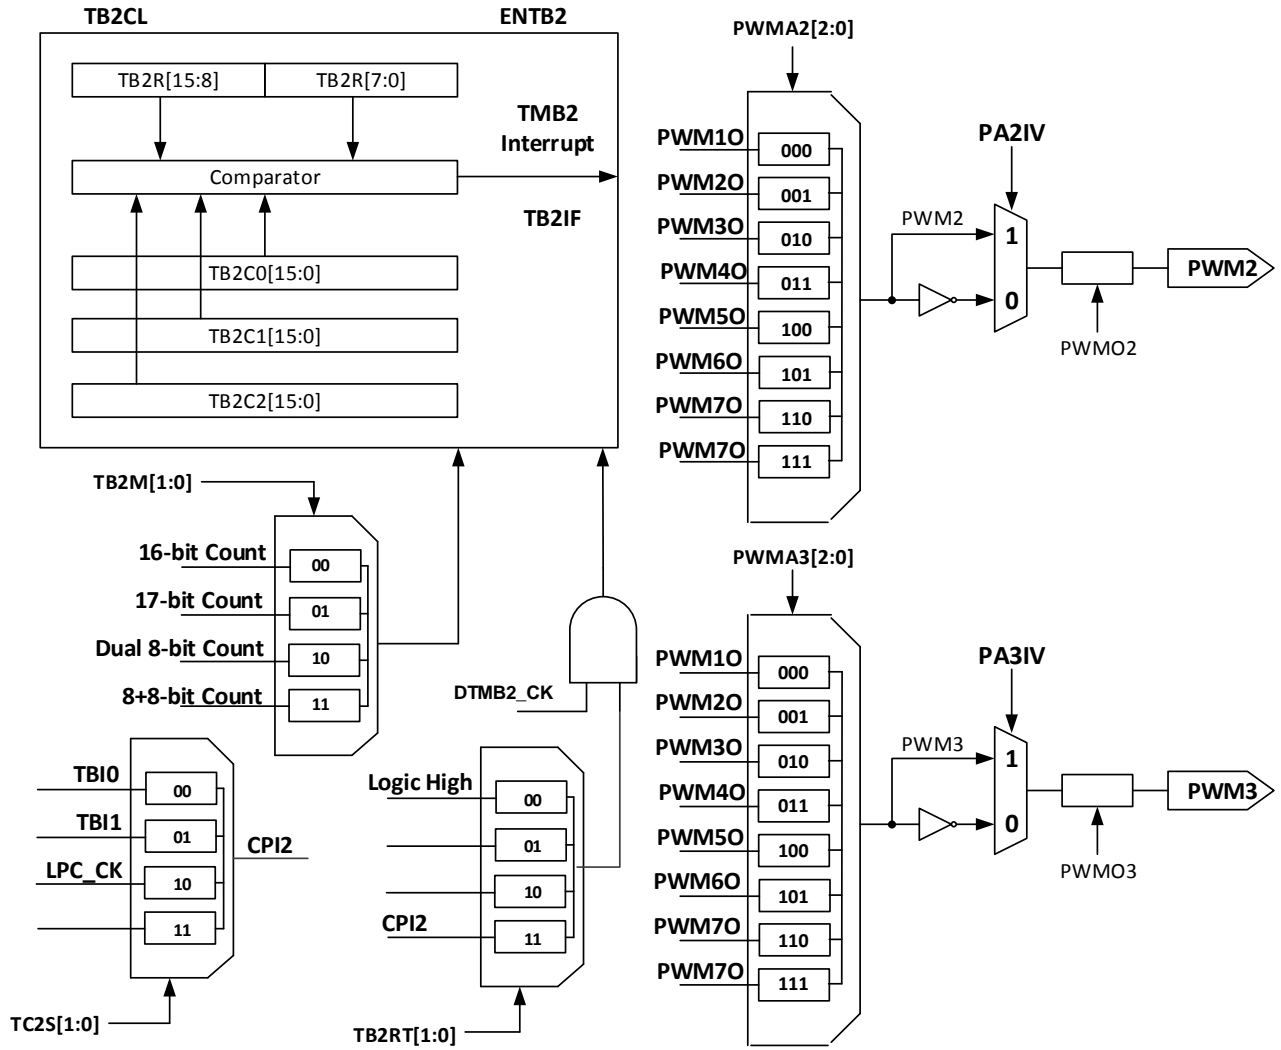 TB2CL
ENTB2
TB2R[15:8]
TB2R[7:0]
TMB2
Interrupt
Comparator
TB2IF
TB2C0[15:0]
TB2C1[15:0]
TB2C2[15:0]
TB2M[1:0]
16-bit Count
00
17-bit Count
01
Dual 8-bit Count
10
8+8-bit Count
11
DTMB2_CK
TBI0
00
TBI1
01
CPI2
LPC_CK
10
11
TC2S[1:0]
Logic High
00
01
10
CPI2
11
TB2RT[1:0]
PWMA2[2:0]
PWM1O
000
PWM2O
001
PWM3O
010
PWM4O
011
PWM5O
100
PWM6O
101
PWM7O
110
PWM7O
111
PA2IV
PWM2
1
0
PWM2
PWMO2
PWMA3[2:0]
PWM1O
000
PWM2O
001
PWM3O
010
PWM4O
011
PWM5O
100
PWM6O
101
PWM7O
110
PWM7O
111
PA3IV
PWM3
1
0
PWM3
PWMO3